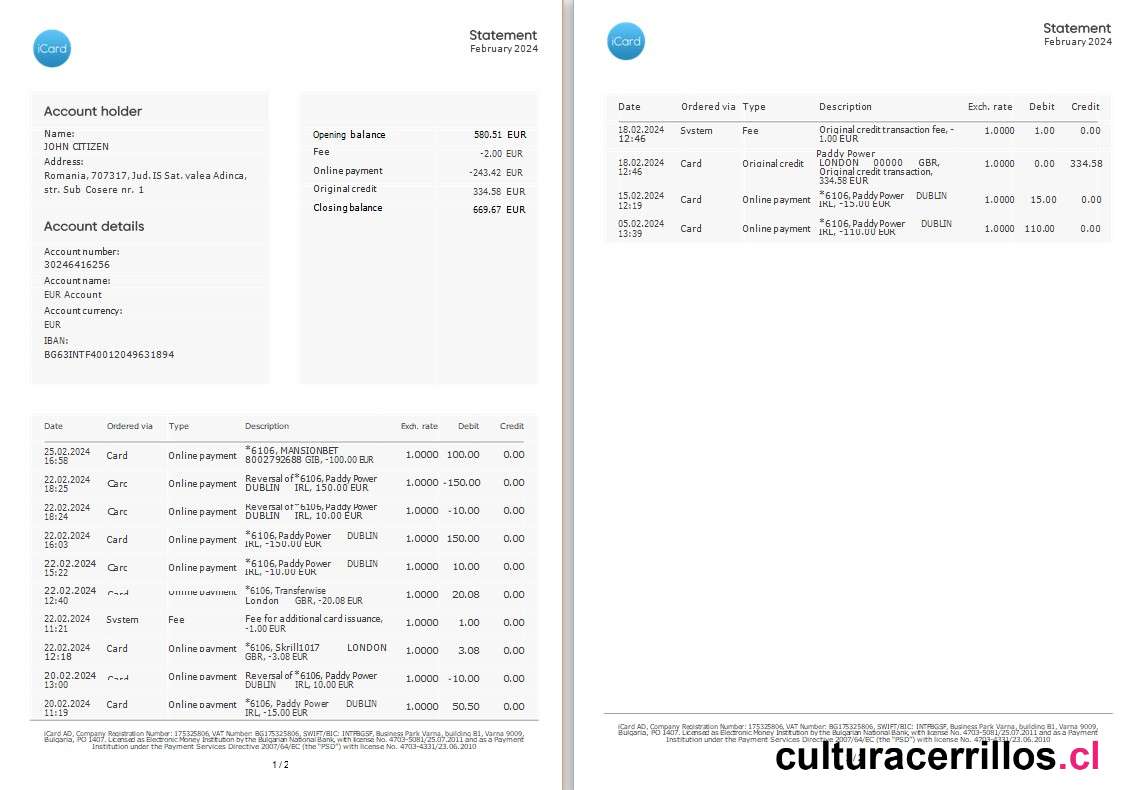 iCard
Statement
February 2024
Account holder
Name:
JOHN CITIZEN
Address:
Romania, 707317, Jud. IS Sat. valea Adinca,
str. Sub Cosere nr. 1
Account details
Account number:
30246416256
Account name:
EUR Account
Account currency:
EUR
IBAN:
BG63INTF40012049631894
Opening balance 580.51 EUR
Fee -2.00 EUR
Online payment -243.42 EUR
Original credit 334.58 EUR
Closing balance 669.67 EUR
Date Ordered via Type Description Exch. rate Debit Credit
25.02.2024 16:58 Card Online payment *6106, MANSIONBET 1.0000 100.00 0.00
8002792688 GIB, -100.00 EUR
22.02.2024 18:25 Carc Online payment Reversal of *6106, Paddy Power 1.0000 -150.00 0.00
DUBLIN IRL, 150.00 EUR
22.02.2024 18:24 Carc Online payment Reversal of *6106, Paddy Power 1.0000 -10.00 0.00
DUBLIN IRL, 10.00 EUR
22.02.2024 16:03 Card Online payment *6106, Paddy Power DUBLIN 1.0000 150.00 0.00
IRL, -150.00 EUR
22.02.2024 15:22 Carc Online payment *6106, Paddy Power DUBLIN 1.0000 10.00 0.00
IRL, -10.00 EUR
22.02.2024 12:40 Card Online payment *6106, Transferwise 1.0000 20.08 0.00
London GBR, -20.08 EUR
22.02.2024 11:21 System Fee Fee for additional card issuance, 1.0000 1.00 0.00
-1.00 EUR
22.02.2024 12:18 Card Online payment *6106, Skrill1017 LONDON 1.0000 3.08 0.00
GBR, -3.08 EUR
20.02.2024 13:00 Card Online payment Reversal of *6106, Paddy Power 1.0000 -10.00 0.00
DUBLIN IRL, 10.00 EUR
20.02.2024 11:19 Card Online payment *6106, Paddy Power DUBLIN 1.0000 50.50 0.00
IRL, -15.00 EUR
iCard AD, Company Registration Number: 175325806, VAT Number: BG175325806, SWIFT/BIC: INTFBGSF, Business Park Varna, building B1, Varna 9009,
Bulgaria, PO 1407. Licensed as Electronic Money Institution by the Bulgarian National Bank, with license No. 4703-5081/25.07.2011 and as a Payment
Institution under the Payment Services Directive 2007/64/EC (the "PSD") with license No. 4703-4331/23.06.2010
1 / 2
iCard
Statement
February 2024
Date Ordered via Type Description Exch. rate Debit Credit
18.02.2024 12:46 System Fee Original credit transaction fee, - 1.0000 1.00 0.00
1.00 EUR
18.02.2024 12:46 Card Original credit Paddy Power 1.0000 0.00 334.58
LONDON 00000 GBR,
Original credit transaction,
334.58 EUR
15.02.2024 12:19 Card Online payment *6106, Paddy Power DUBLIN 1.0000 15.00 0.00
IRL, -15.00 EUR
05.02.2024 13:39 Card Online payment *6106, Paddy Power DUBLIN 1.0000 110.00 0.00
IRL, -110.00 EUR
iCard AD, Company Registration Number: 175325806, VAT Number: BG175325806, SWIFT/BIC: INTFBGSF, Business Park Varna, building B1, Varna 9009,
Bulgaria, PO 1407. Licensed as Electronic Money Institution by the Bulgarian National Bank, with license No. 4703-5081/25.07.2011 and as a Payment
Institution under the Payment Services Directive 2007/64/EC (the "PSD") with license No. 4703-4331/23.06.2010
culturacerrillos.cl